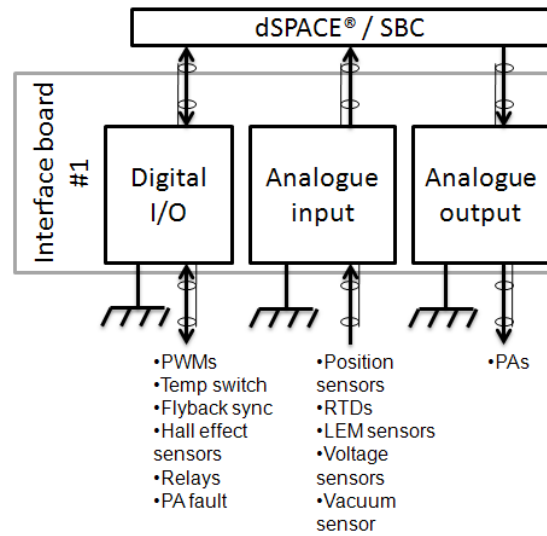 dSPACE® / SBC
Interface board
#1
Digital
I/O
Analogue
input
Analogue
output
•PWMs
•Temp switch
•Flyback sync
•Hall effect
sensors
•Relays
•PA fault
•Position
sensors
•RTDs
•LEM sensors
•Voltage
sensors
•Vacuum
sensor
•PAs